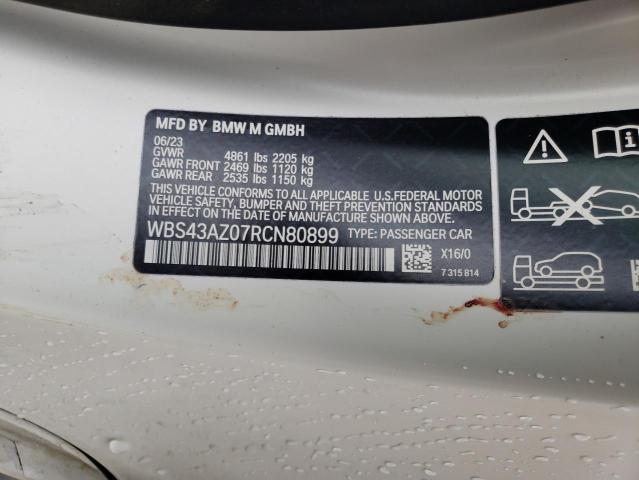 MFD BY BMW M GMBH
06/23
GVWR 4861 lbs 2205 kg
GAWR FRONT 2469 lbs 1120 kg
GAWR REAR 2535 lbs 1150 kg
THIS VEHICLE CONFORMS TO ALL APPLICABLE U.S.FEDERAL MOTOR
VEHICLE SAFETY, BUMPER, AND THEFT PREVENTION STANDARDS
IN EFFECT ON THE DATE OF MANUFACTURE SHOWN ABOVE.
WBS43AZ07RCN80899 TYPE: PASSENGER CAR
X16/0
7 315 814